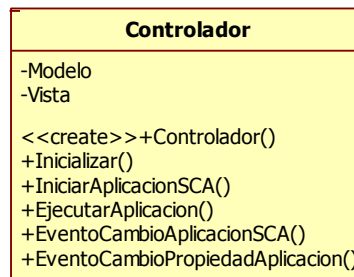 Controlador
-Modelo
-Vista
<<create>>+Controlador()
+Inicializar()
+IniciarAplicacionSCA()
+EjecutarAplicacion()
+EventoCambioAplicacionSCA()
+EventoCambioPropiedadAplicacion()